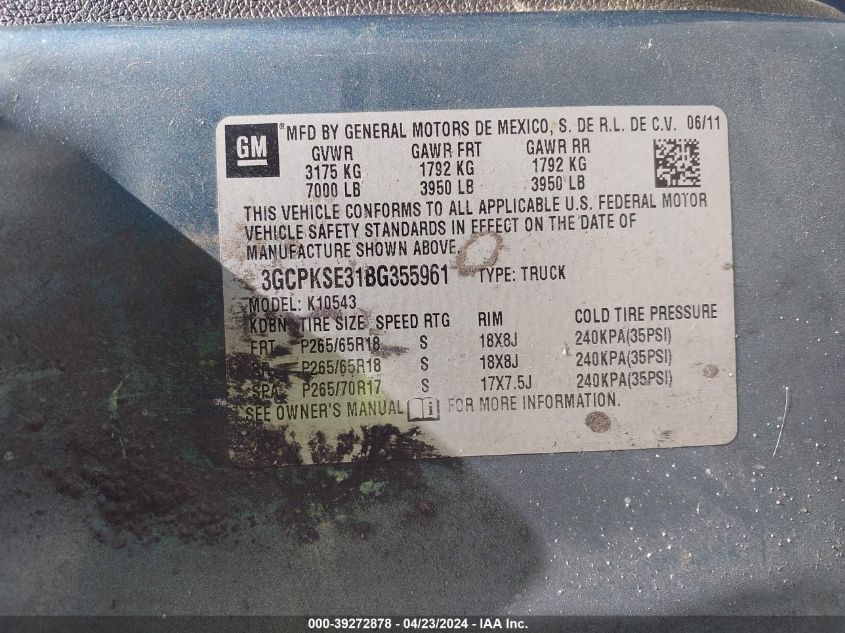 GM ® MFD BY GENERAL MOTORS DE MEXICO, S. DE R.L. DE C.V. 06/11
GVWR GAWR FRT GAWR RR
3175 KG 1792 KG 1792 KG
7000 LB 3950 LB 3950 LB
THIS VEHICLE CONFORMS TO ALL APPLICABLE U.S. FEDERAL MOTOR
VEHICLE SAFETY STANDARDS IN EFFECT ON THE DATE OF
MANUFACTURE SHOWN ABOVE.
3GCPKSE31BG355961 TYPE: TRUCK
MODEL: K10543
KDBN TIRE SIZE SPEED RTG RIM COLD TIRE PRESSURE
FRT P265/65R18 S 18X8J 240KPA(35PSI)
RR P265/65R18 S 18X8J 240KPA(35PSI)
SPA P265/70R17 S 17X7.5J 240KPA(35PSI)
SEE OWNER'S MANUAL FOR MORE INFORMATION.
000-39272878 - 04/23/2024 - IAA Inc.